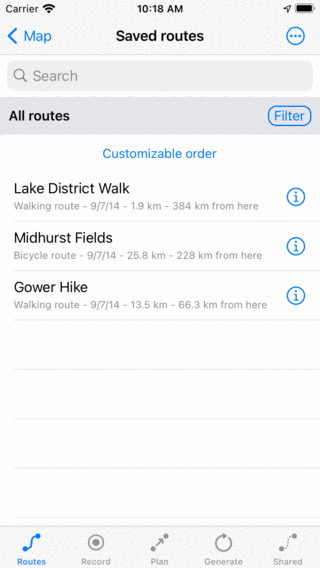 Carrier 10:18 AM
Map Saved routes
Search
All routes Filter
Customizable order
Lake District Walk
Walking route - 9/7/14 - 1.9 km - 384 km from here
Midhurst Fields
Bicycle route - 9/7/14 - 25.8 km - 228 km from here
Gower Hike
Walking route - 9/7/14 - 13.5 km - 66.3 km from here
Routes Record Plan Generate Shared